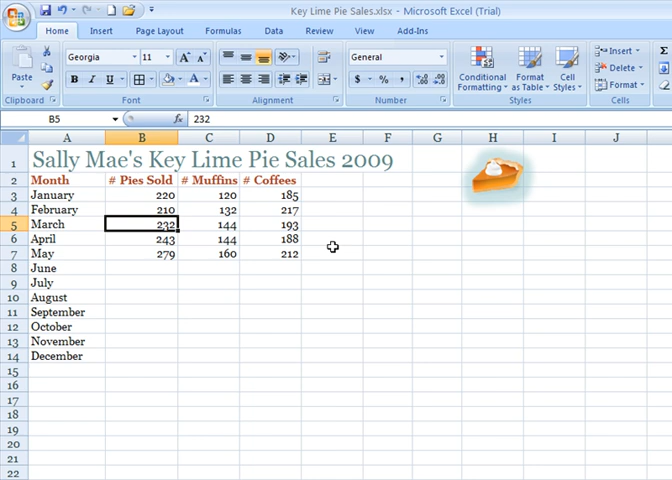 Key Lime Pie Sales.xlsx - Microsoft Excel (Trial)
Home Insert Page Layout Formulas Data Review View Add-Ins
Paste
Georgia 11 A A
B I U A
$ % , .0 .00 .00 .0
General
Conditional Formatting
Format as Table
Cell Styles
Insert
Delete
Format
Σ
Clipboard Font Alignment Number Styles Cells
B5 fx 232
A B C D E F G H I J
1 Sally Mae's Key Lime Pie Sales 2009
2 Month # Pies Sold # Muffins # Coffees
3 January 220 120 185
4 February 210 132 217
5 March 232 144 193
6 April 243 144 188
7 May 279 160 212
8 June
9 July
10 August
11 September
12 October
13 November
14 December
15
16
17
18
19
20
21
22